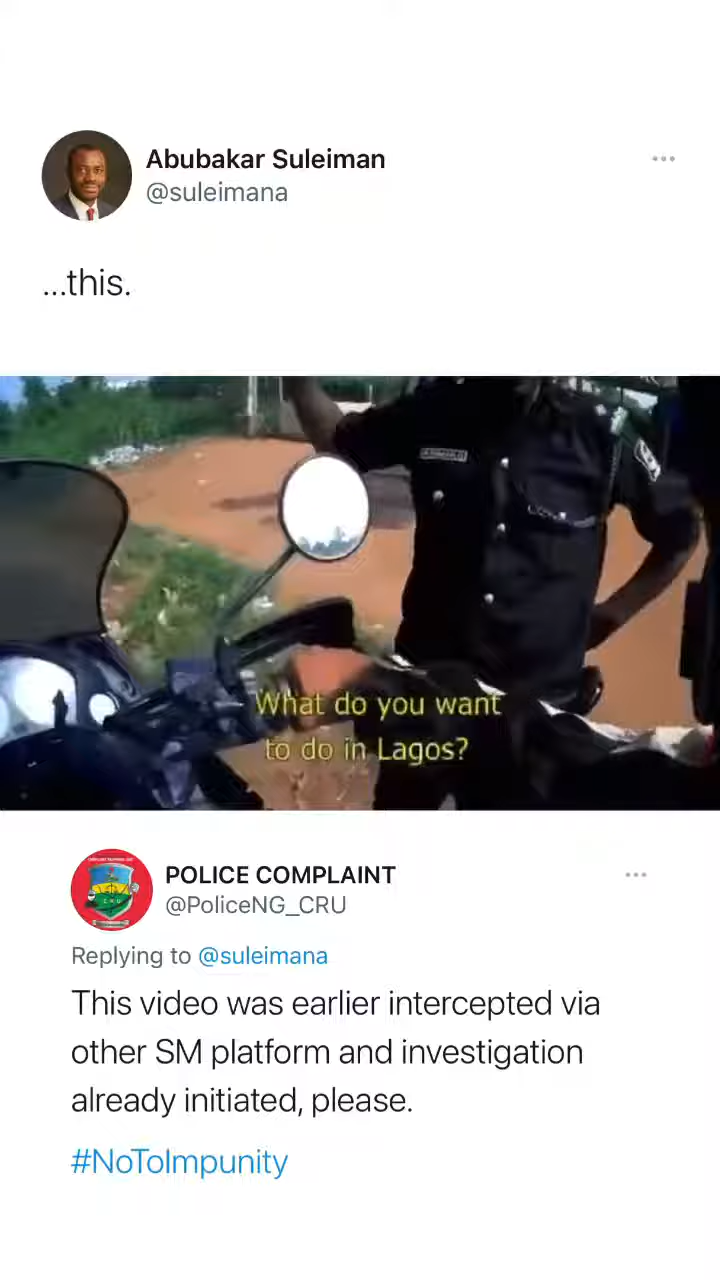 Abubakar Suleiman
@suleimana
...this.
What do you want
to do in Lagos?
POLICE COMPLAINT
@PoliceNG_CRU
Replying to @suleimana
This video was earlier intercepted via
other SM platform and investigation
already initiated, please.
#NoToImpunity